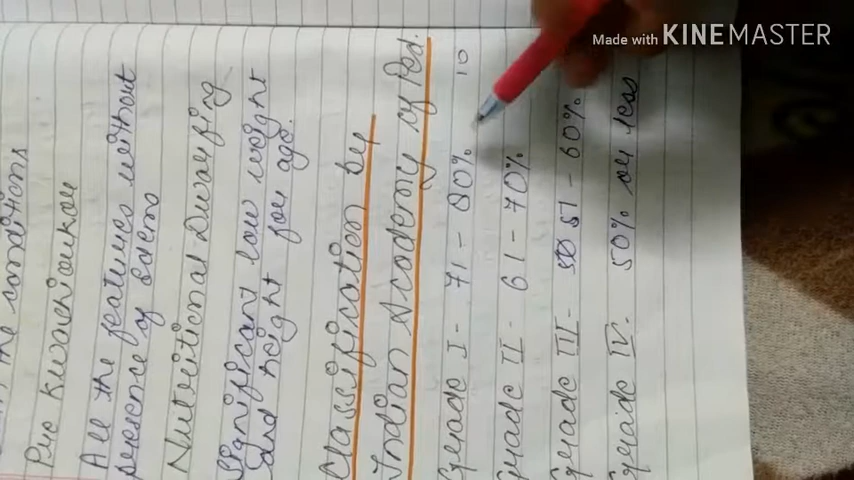 the conditions
Pre Kwashiorkor
All the features without
presence of Edem
Nutritional Dwarfing
Significant low weight
and height for age.
Classification by
Indian Academy of Ped.
Grade I - 71 - 80% 10
Grade II - 61 - 70%
Grade III - 51 - 60%
Grade IV. 50% or less
Made with KINEMASTER